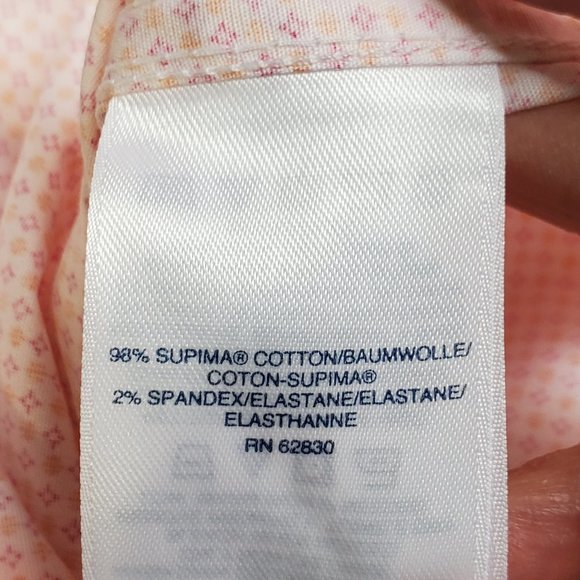 98% SUPIMA® COTTON/BAUMWOLLE/
COTON-SUPIMA®
2% SPANDEX/ELASTANE/ELASTANE/
ELASTHANNE
RN 62830